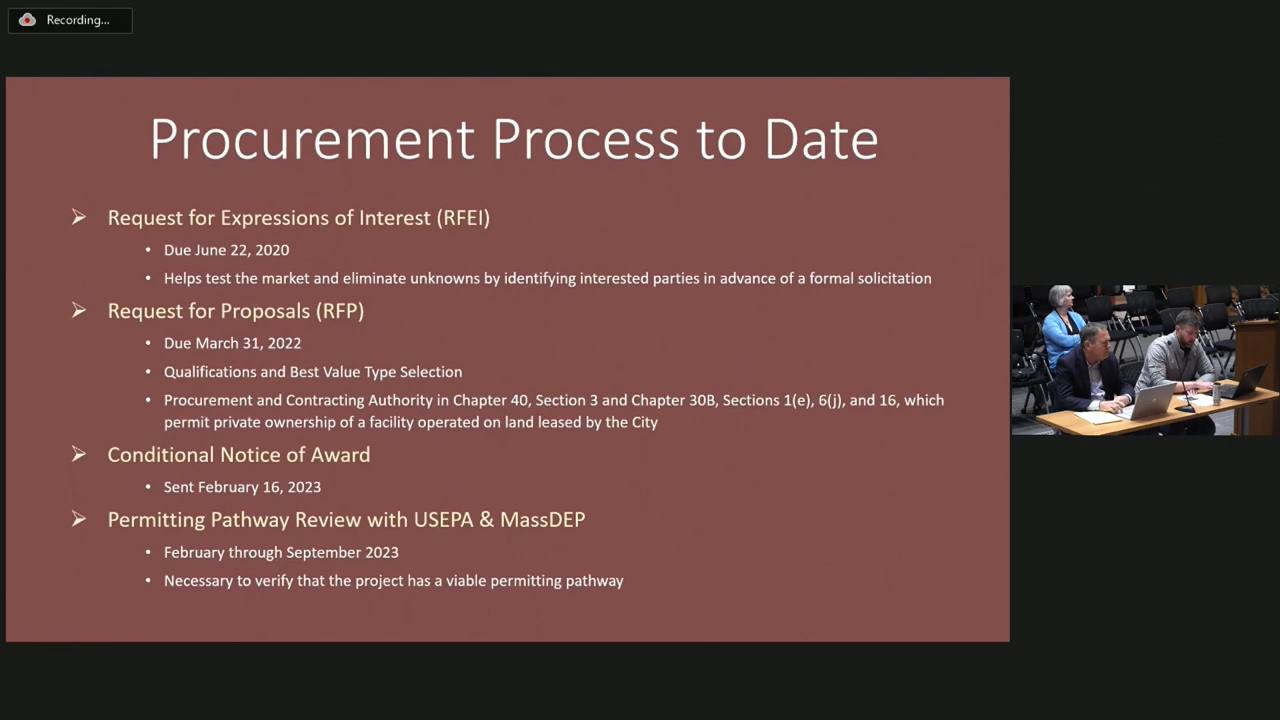 Recording...
Procurement Process to Date
Request for Expressions of Interest (RFEI)
Due June 22, 2020
Helps test the market and eliminate unknowns by identifying interested parties in advance of a formal solicitation
Request for Proposals (RFP)
Due March 31, 2022
Qualifications and Best Value Type Selection
Procurement and Contracting Authority in Chapter 40, Section 3 and Chapter 30B, Sections 1(e), 6(j), and 16, which
permit private ownership of a facility operated on land leased by the City
Conditional Notice of Award
Sent February 16, 2023
Permitting Pathway Review with USEPA & MassDEP
February through September 2023
Necessary to verify that the project has a viable permitting pathway